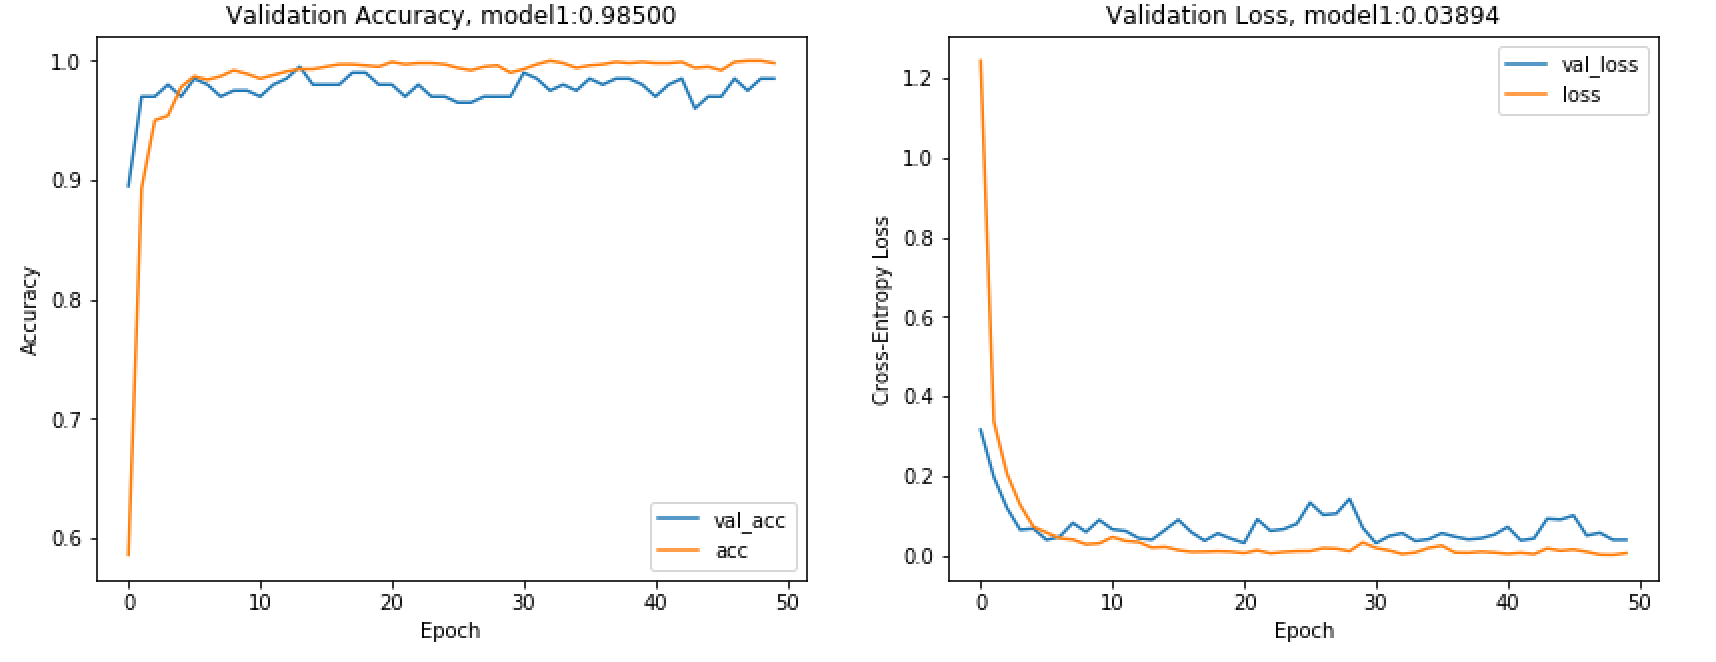 Validation Accuracy, model1:0.98500
1.0
0.9
0.8
0.7
0.6
Accuracy
val_acc
acc
0 10 20 30 40 50
Epoch
Validation Loss, model1:0.03894
1.2
1.0
0.8
0.6
0.4
0.2
0.0
Cross-Entropy Loss
val_loss
loss
0 10 20 30 40 50
Epoch